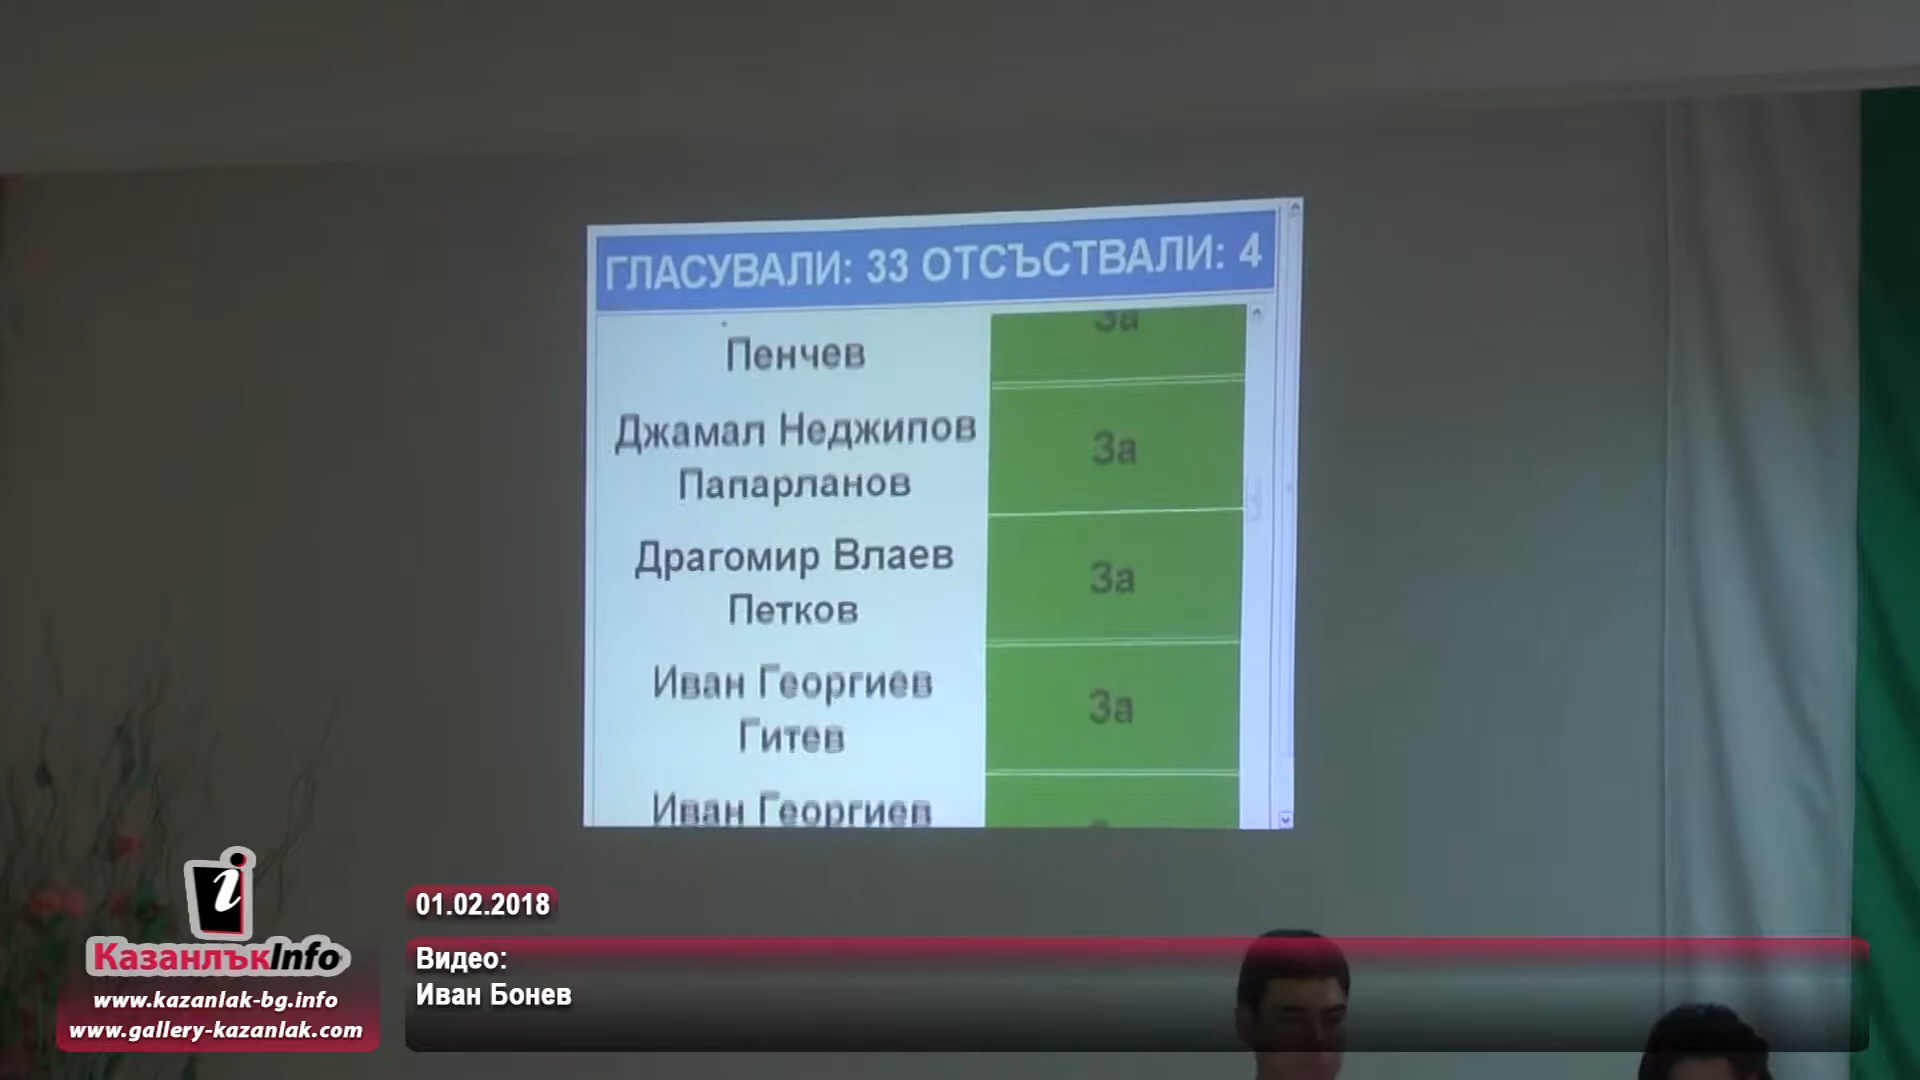 ГЛАСУВАЛИ: 33 ОТСЪСТВАЛИ: 4
За
Пенчев
Джамал Неджипов
Папарланов
За
Драгомир Влаев
Петков
За
Иван Георгиев
Гитев
За
Иван Георгиев
i
КазанлъкInfo
www.kazanlak-bg.info
www.gallery-kazanlak.com
01.02.2018
Видео:
Иван Бонев